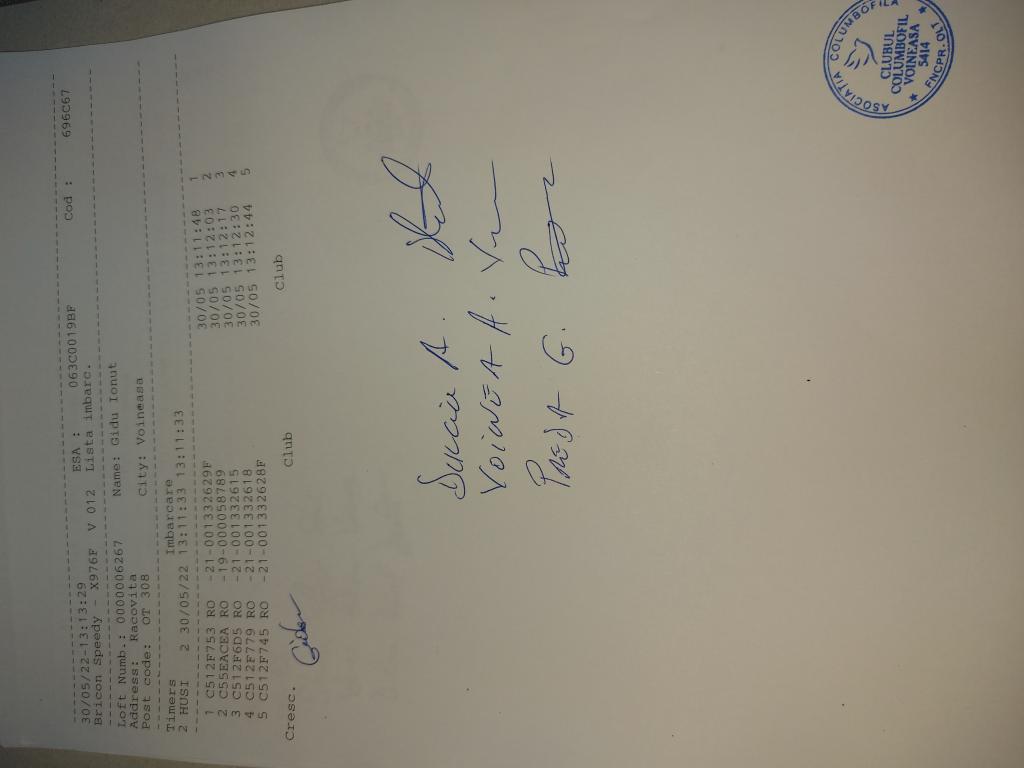 30/05/22-13:13:29 ESA : 063C0019BF Cod : 696C67
Bricon Speedy - X976F V 012 Lista imbarc.
Loft Numb.: 0000006267 Name: Gidu Ionut
Address: Racovita
Post code: OT 308 City: Voineasa
Timers Imbarcare
2 HUSI 2 30/05/22 13:11:33 13:11:33
1 C512F753 RO -21-001332629F 30/05 13:11:48 1
2 C55EACEA RO -19-000058789 30/05 13:12:03 2
3 C512F6D5 RO -21-001332615 30/05 13:12:17 3
4 C512F779 RO -21-001332618 30/05 13:12:30 4
5 C512F745 RO -21-001332628F 30/05 13:12:44 5
Cresc. Club Club
Suciu A.
VOINEA A.
PREDA G.
ASOCIATIA COLUMBOFILA
CLUBUL
COLUMBOFIL
VOINEASA
5414
FNCPR. OLT